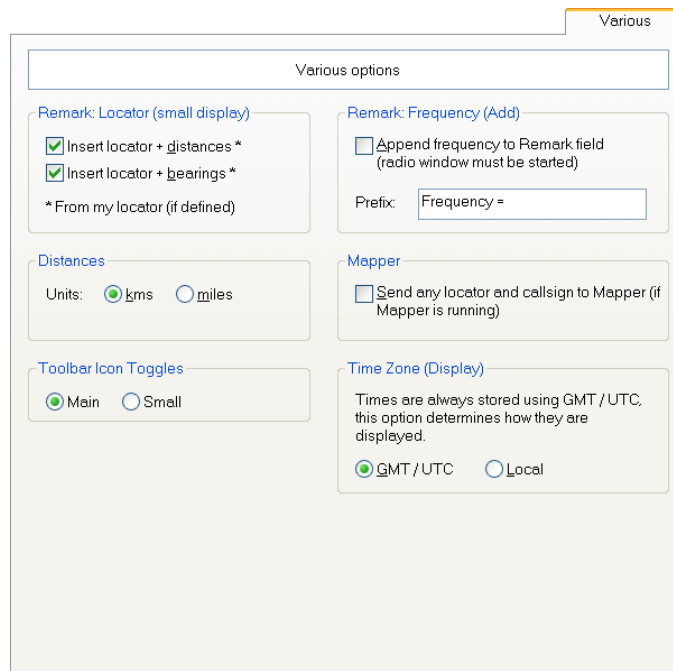 Various
Various options
Remark: Locator (small display)
Insert locator + distances *
Insert locator + bearings *
* From my locator (if defined)
Remark: Frequency (Add)
Append frequency to Remark field
(radio window must be started)
Prefix: Frequency =
Distances
Units: kms miles
Mapper
Send any locator and callsign to Mapper (if
Mapper is running)
Toolbar Icon Toggles
Main Small
Time Zone (Display)
Times are always stored using GMT / UTC,
this option determines how they are
displayed.
GMT / UTC Local